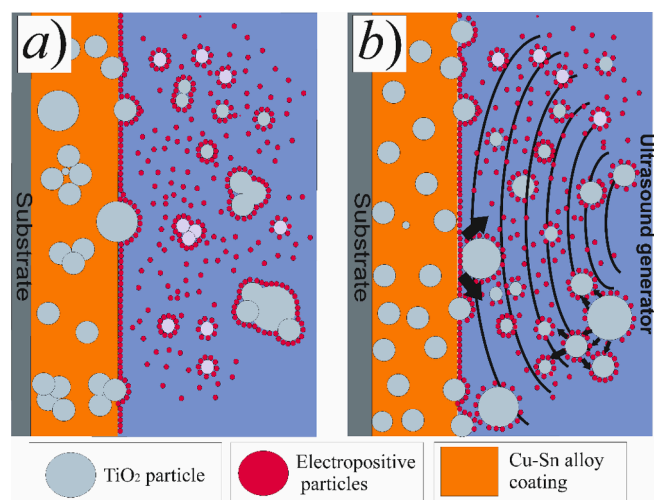 a)
b)
Substrate
Substrate
Ultrasound generator
TiO₂ particle
Electropositive
particles
Cu-Sn alloy
coating